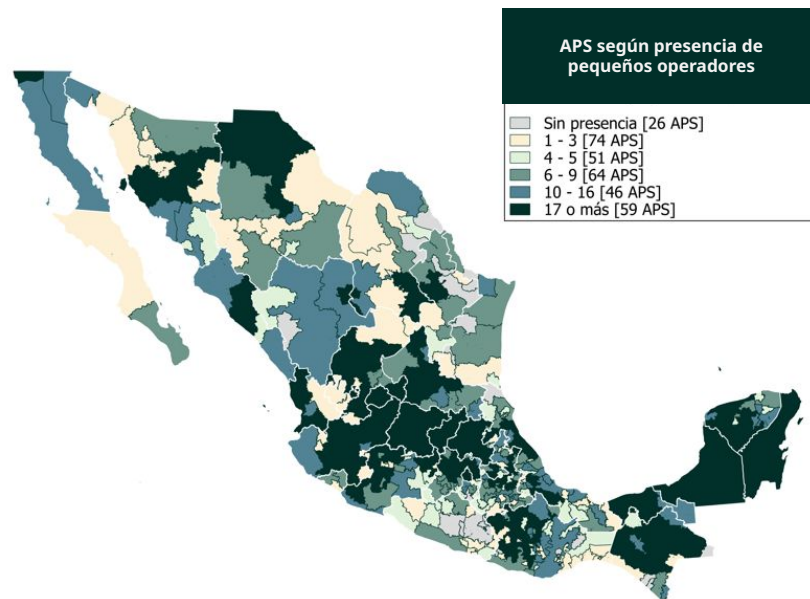 APS según presencia de
pequeños operadores
Sin presencia [26 APS]
1 - 3 [74 APS]
4 - 5 [51 APS]
6 - 9 [64 APS]
10 - 16 [46 APS]
17 o más [59 APS]